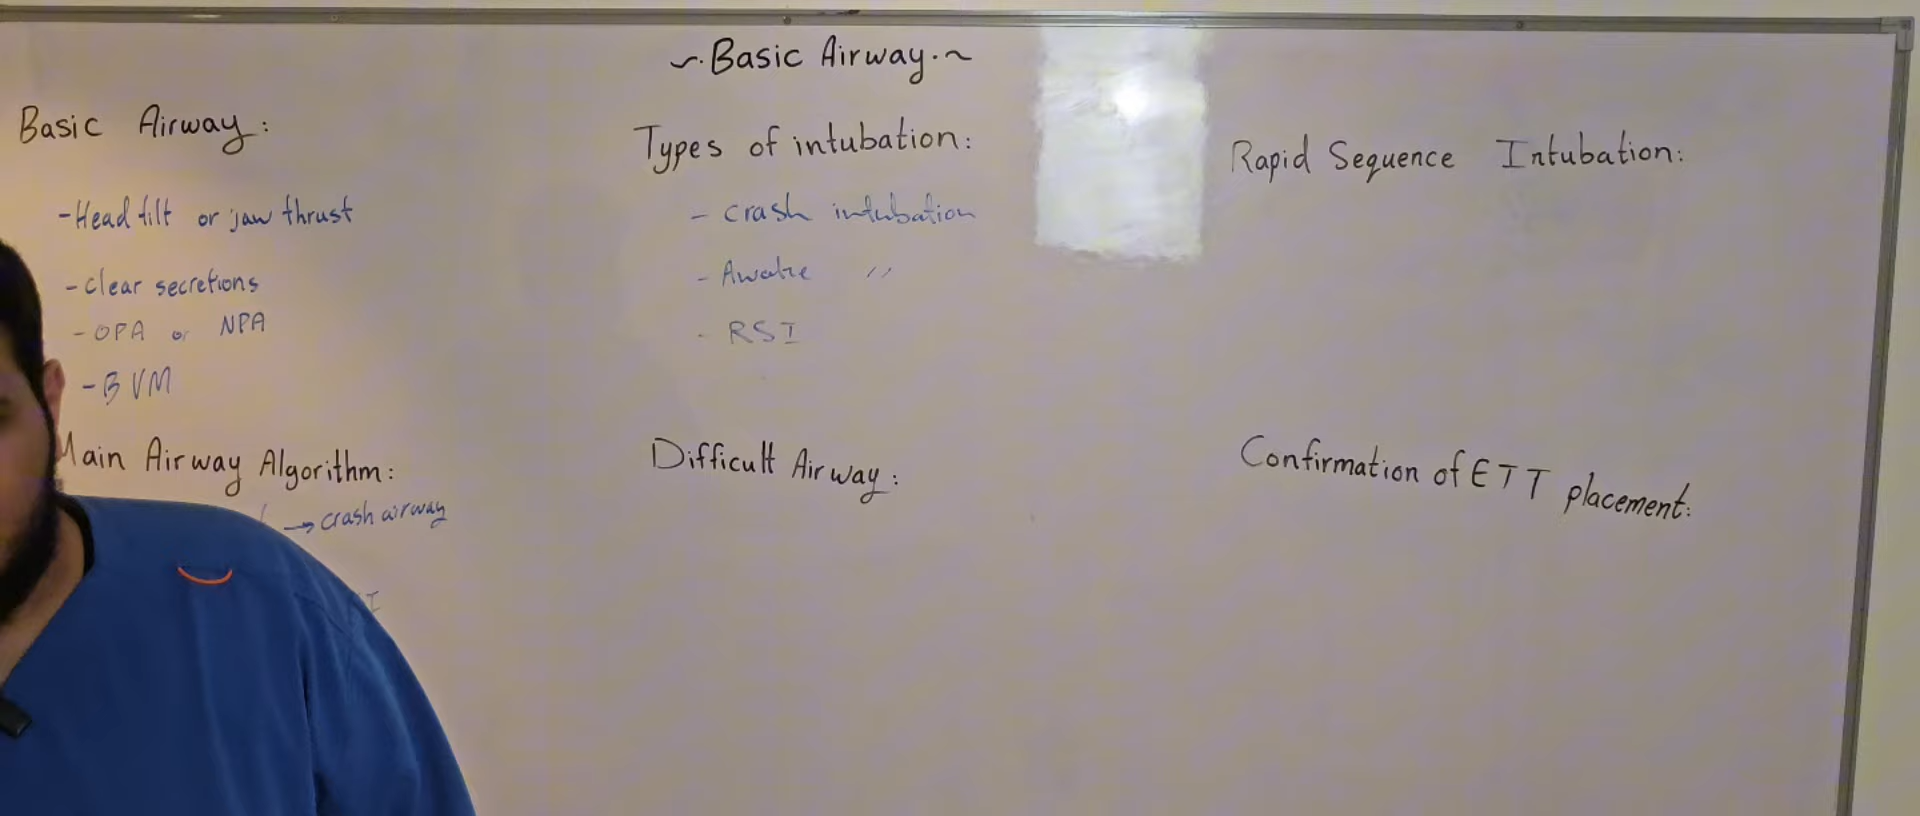 ~. Basic Airway. ~
Basic Airway:
-Head tilt or jaw thrust
-clear secretions
-OPA or NPA
-BVM
Main Airway Algorithm:
→ crash airway
Types of intubation:
- crash intubation
- Awake 〃
- RSI
Difficult Airway:
Rapid Sequence Intubation:
Confirmation of ETT placement: